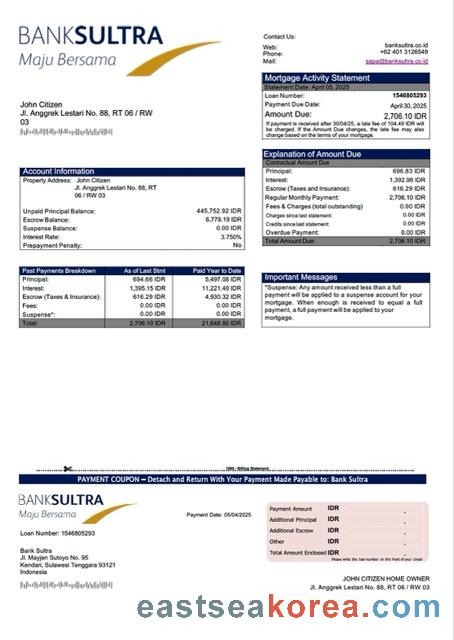 BANKSULTRA
Maju Bersama
Contact Us:
Web: banksultra.co.id
Phone: +62 401 3126549
Mail: sapa@banksultra.co.id
John Citizen
Jl. Anggrek Lestari No. 88, RT 06 / RW
03
Mortgage Activity Statement
Statement Date: April 05, 2025
Loan Number: 1546805293
Payment Due Date: April 30, 2025
Amount Due: 2,706.10 IDR
If payment is received after 30/04/25, a late fee of 104.49 IDR will
be charged. If the Amount Due changes, the late fee may also
change based on the terms of your mortgage.
Explanation of Amount Due
Contractual Amount Due
Principal: 696.83 IDR
Interest: 1,392.98 IDR
Escrow (Taxes and Insurance): 616.29 IDR
Regular Monthly Payment: 2,706.10 IDR
Fees & Charges (total outstanding) 0.00 IDR
Charges since last statement: 0.00 IDR
Credits since last statement: 0.00 IDR
Overdue Payment: 0.00 IDR
Total Amount Due: 2,706.10 IDR
Account Information
Property Address: John Citizen
Jl. Anggrek Lestari No. 88, RT
06 / RW 03
Unpaid Principal Balance: 445,752.92 IDR
Escrow Balance: 6,779.19 IDR
Suspense Balance: 0.00 IDR
Interest Rate: 3.750%
Prepayment Penalty: No
Past Payments Breakdown As of Last Stmt Paid Year to Date
Principal: 694.66 IDR 5,497.08 IDR
Interest: 1,395.15 IDR 11,221.40 IDR
Escrow (Taxes & Insurance): 616.29 IDR 4,930.32 IDR
Fees: 0.00 IDR 0.00 IDR
Suspense*: 0.00 IDR 0.00 IDR
Total: 2,706.10 IDR 21,648.80 IDR
Important Messages
*Suspense: Any amount received less than a full
payment will be applied to a suspense account for your
mortgage. When enough is received to equal a full
payment, a full payment will be applied to your
mortgage.
Billing Statement
PAYMENT COUPON – Detach and Return With Your Payment Made Payable to: Bank Sultra
BANKSULTRA
Maju Bersama
Payment Date: 05/04/2025
Loan Number: 1546805293
Bank Sultra
Jl. Mayjen Sutoyo No. 95
Kendari, Sulawesi Tenggara 93121
Indonesia
Payment Amount IDR .
Additional Principal IDR .
Additional Escrow IDR .
Other IDR .
Total Amount Enclosed IDR .
Please write the loan number on the front of your check
JOHN CITIZEN HOME OWNER
Jl. Anggrek Lestari No. 88, RT 06 / RW 03
eastseakorea.com